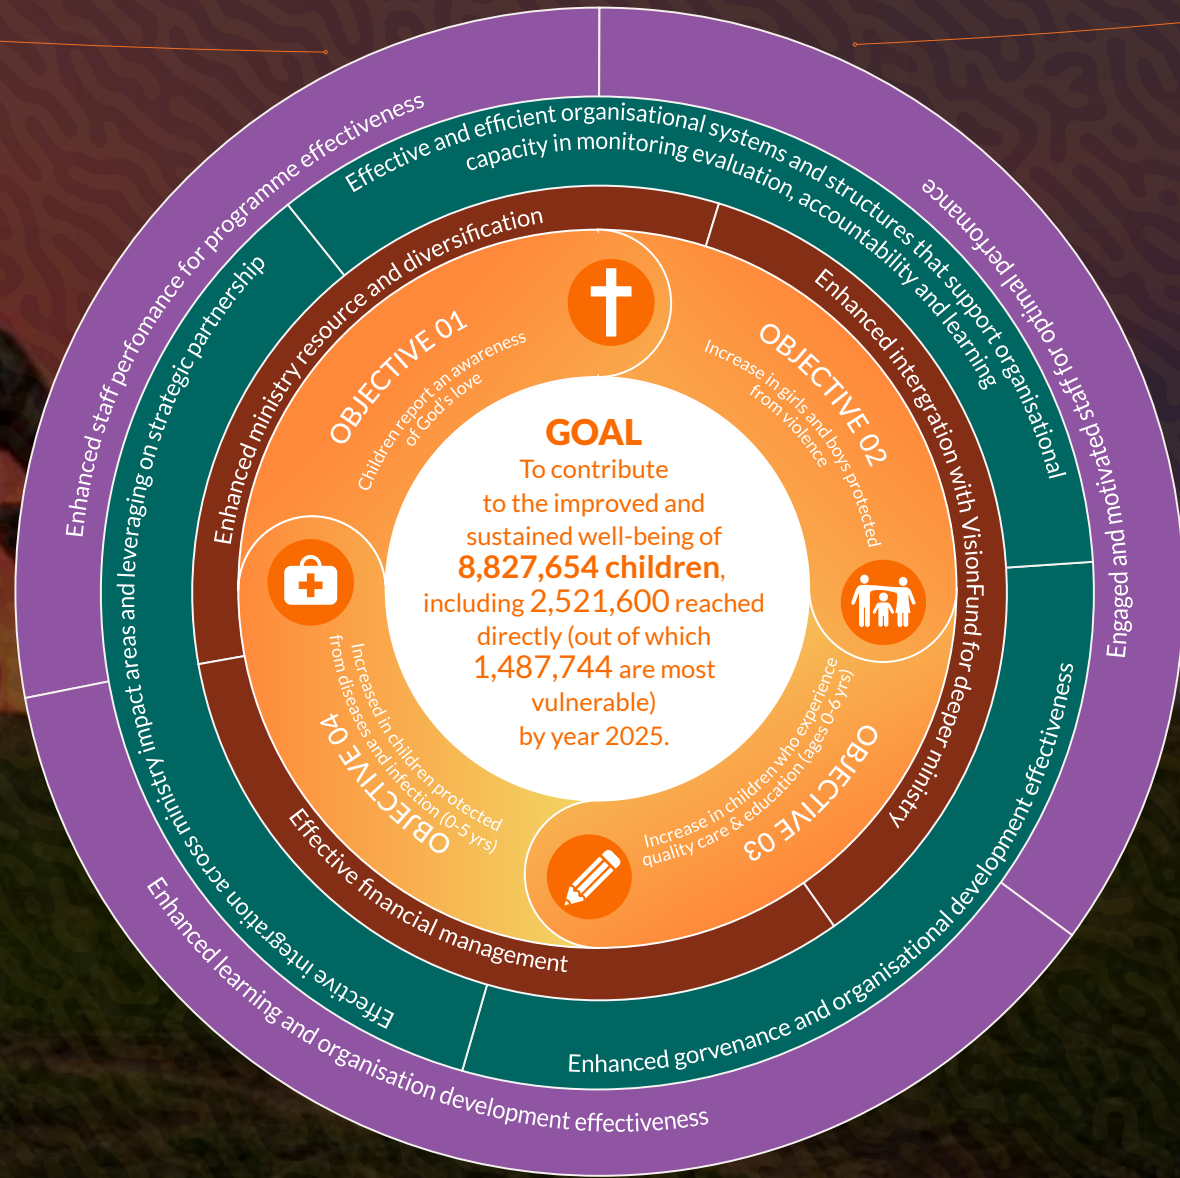 GOAL
To contribute
to the improved and
sustained well-being of
8,827,654 children,
including 2,521,600 reached
directly (out of which
1,487,744 are most
vulnerable)
by year 2025.
OBJECTIVE 01
Children report an awareness
of God's love
OBJECTIVE 02
Increase in girls and boys protected
from violence
OBJECTIVE 03
Increase in children who experience
quality care & education (ages 0-6 yrs)
OBJECTIVE 04
Increased in children protected
from diseases and infection (0-5 yrs)
Enhanced ministry resource and diversification
Enhanced intergration with VisionFund for deeper ministry
Effective financial management
Effective and efficient organisational systems and structures that support organisational
capacity in monitoring evaluation, accountability and learning
Enhanced gorvenance and organisational development effectiveness
Effective integration across ministry impact areas and leveraging on strategic partnership
Enhanced staff perfomance for programme effectiveness
Engaged and motivated staff for optimal perfomance
Enhanced learning and organisation development effectiveness